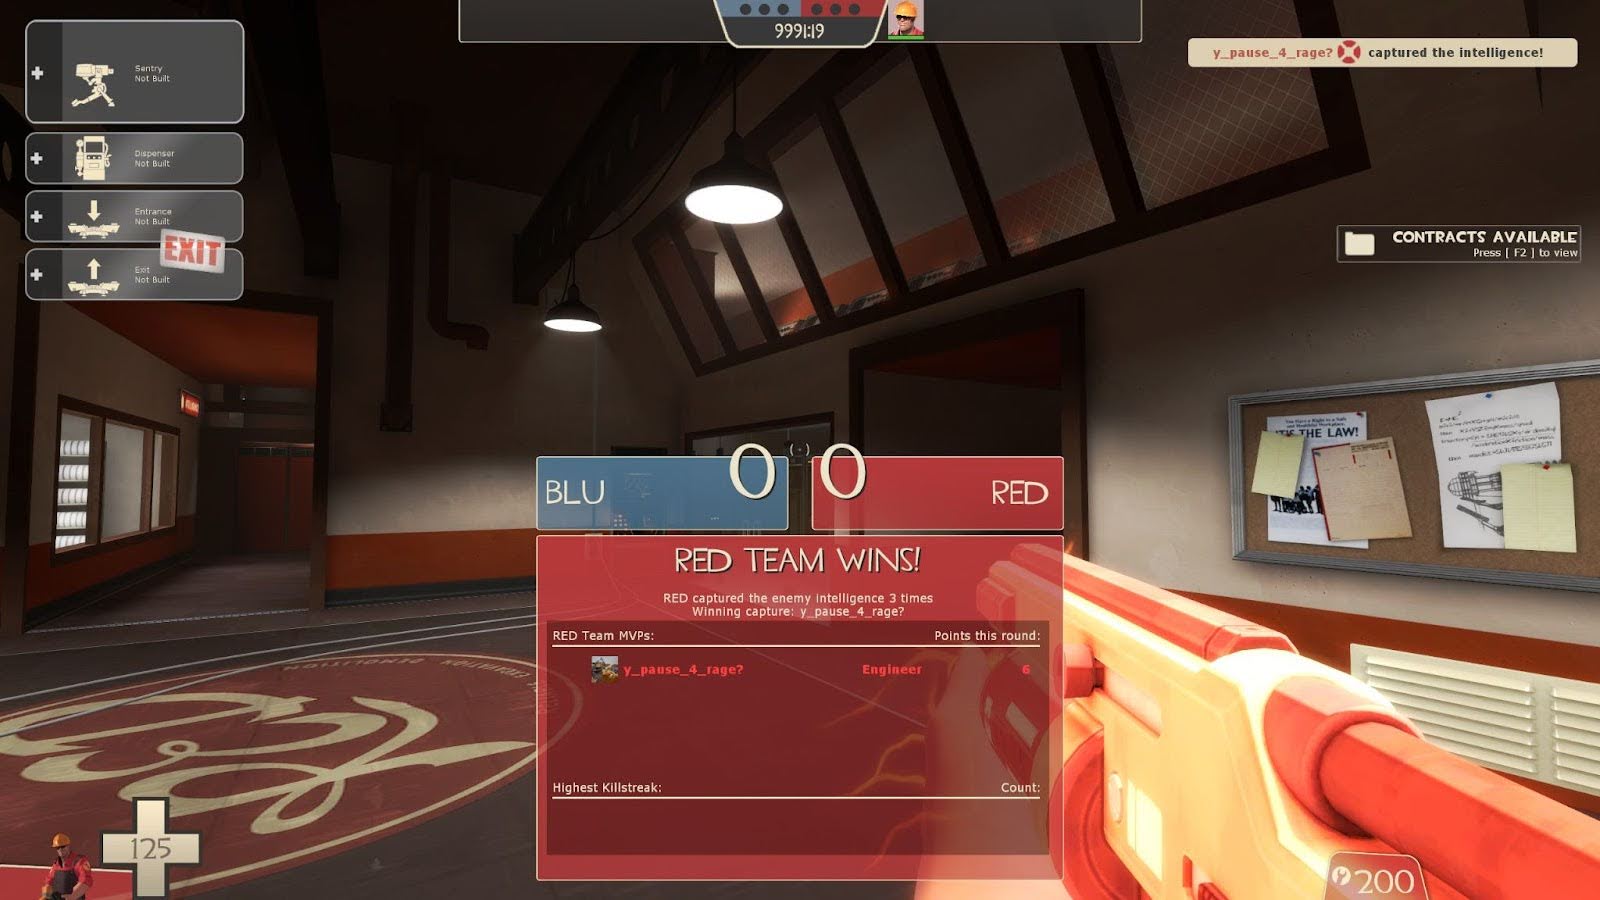 999:19
y_pause_4_rage? captured the intelligence!
Sentry
Not Built
Dispenser
Not Built
Entrance
Not Built
EXIT
Exit
Not Built
CONTRACTS AVAILABLE
Press [ F2 ] to view
'TIS THE LAW!
BLU 0 0 RED
RED TEAM WINS!
RED captured the enemy intelligence 3 times
Winning capture: y_pause_4_rage?
RED Team MVPs: Points this round:
y_pause_4_rage? Engineer 6
Highest Killstreak: Count:
125
200